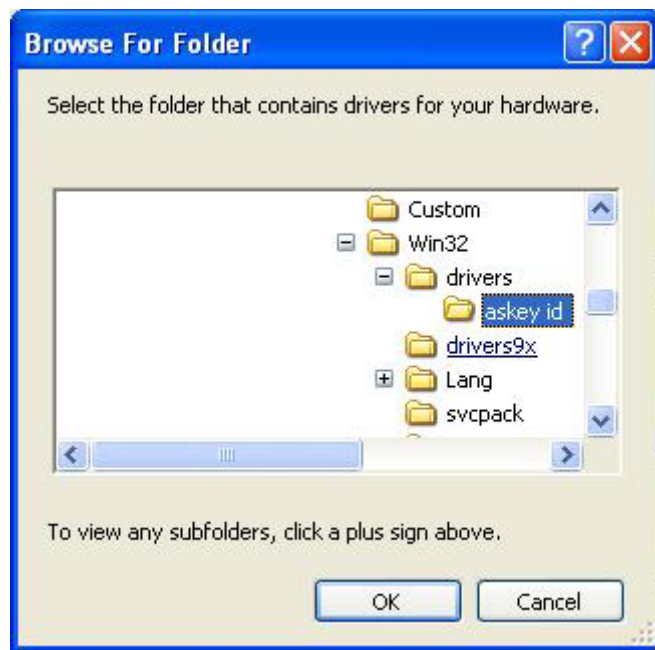 Browse For Folder
Select the folder that contains drivers for your hardware.
Custom
Win32
drivers
askey id
drivers9x
Lang
svcpack
To view any subfolders, click a plus sign above.
OK
Cancel